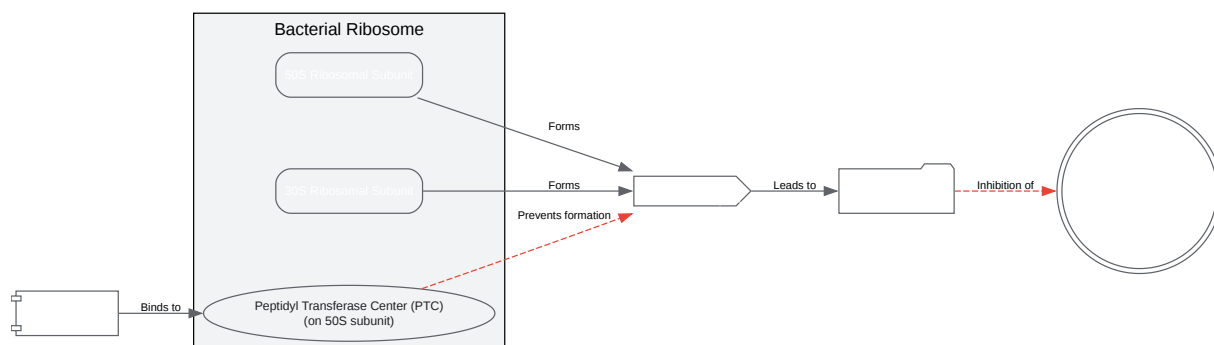 Bacterial Ribosome
50S Ribosomal Subunit
Forms
30S Ribosomal Subunit
Forms
Leads to
Inhibition of
Prevents formation
Binds to
Peptidyl Transferase Center (PTC)
(on 50S subunit)